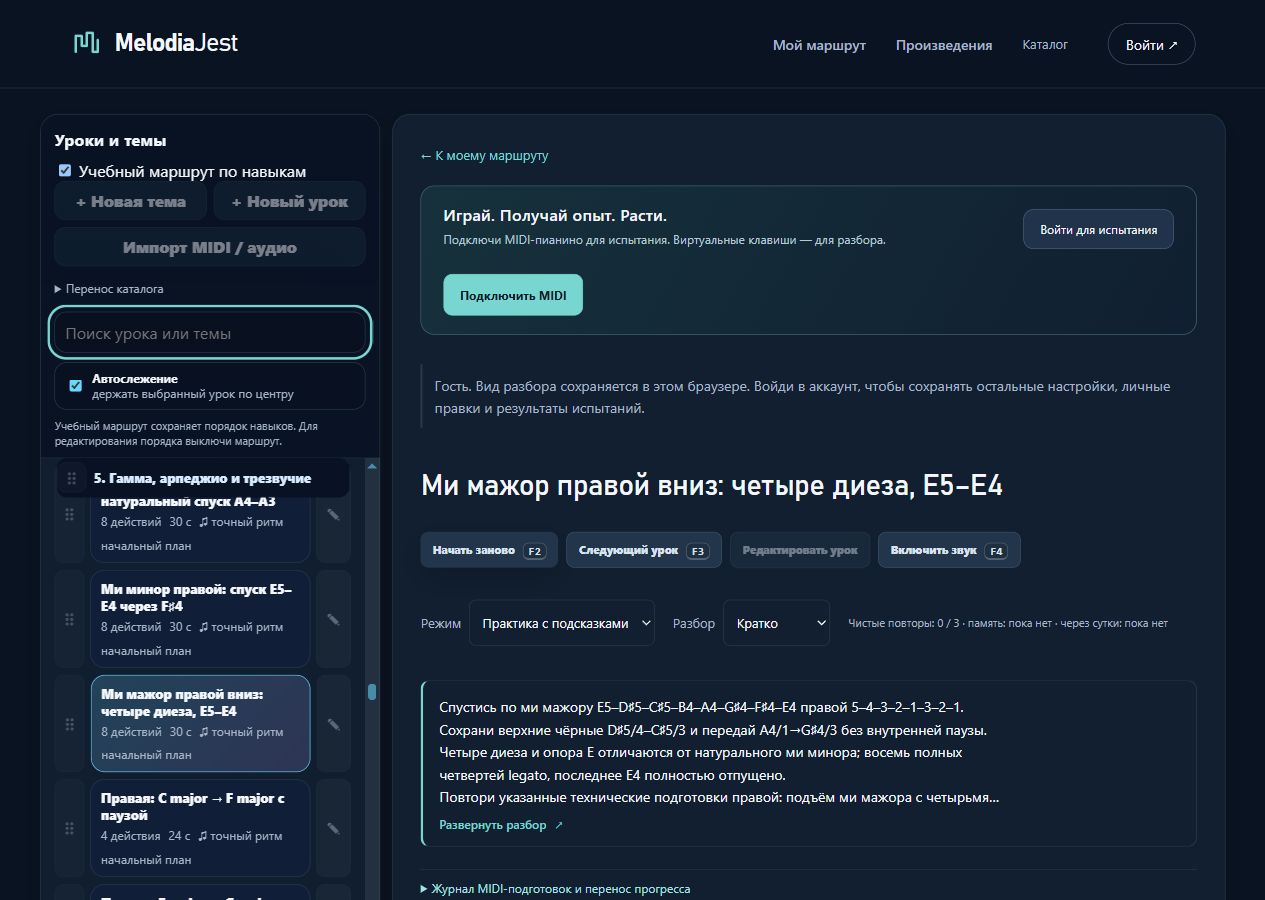 MelodiaJest
Мой маршрут
Произведения
Каталог
Войти ↗
Уроки и темы
Учебный маршрут по навыкам
+ Новая тема
+ Новый урок
Импорт MIDI / аудио
▶ Перенос каталога
Поиск урока или темы
Автослежение
держать выбранный урок по центру
Учебный маршрут сохраняет порядок навыков. Для
редактирования порядка выключи маршрут.
5. Гамма, арпеджио и трезвучие
натуральный спуск A4–A3
8 действий 30 с ♫ точный ритм
начальный план
Ми минор правой: спуск E5–
E4 через F♯4
8 действий 30 с ♫ точный ритм
начальный план
Ми мажор правой вниз:
четыре диеза, E5–E4
8 действий 30 с ♫ точный ритм
начальный план
Правая: C major → F major с
паузой
4 действия 24 с ♫ точный ритм
начальный план
← К моему маршруту
Играй. Получай опыт. Расти.
Подключи MIDI-пианино для испытания. Виртуальные клавиши — для разбора.
Войти для испытания
Подключить MIDI
Гость. Вид разбора сохраняется в этом браузере. Войди в аккаунт, чтобы сохранять остальные настройки, личные
правки и результаты испытаний.
Ми мажор правой вниз: четыре диеза, E5–E4
Начать заново F2
Следующий урок F3
Редактировать урок
Включить звук F4
Режим
Практика с подсказками
Разбор
Кратко
Чистые повторы: 0 / 3 · память: пока нет · через сутки: пока нет
Спустись по ми мажору E5–D♯5–C♯5–B4–A4–G♯4–F♯4–E4 правой 5–4–3–2–1–3–2–1.
Сохрани верхние чёрные D♯5/4–C♯5/3 и передай A4/1→G♯4/3 без внутренней паузы.
Четыре диеза и опора E отличаются от натурального ми минора; восемь полных
четвертей legato, последнее E4 полностью отпущено.
Повтори указанные технические подготовки правой: подъём ми мажора с четырьмя…
Развернуть разбор ↗
▶ Журнал MIDI-подготовок и перенос прогресса